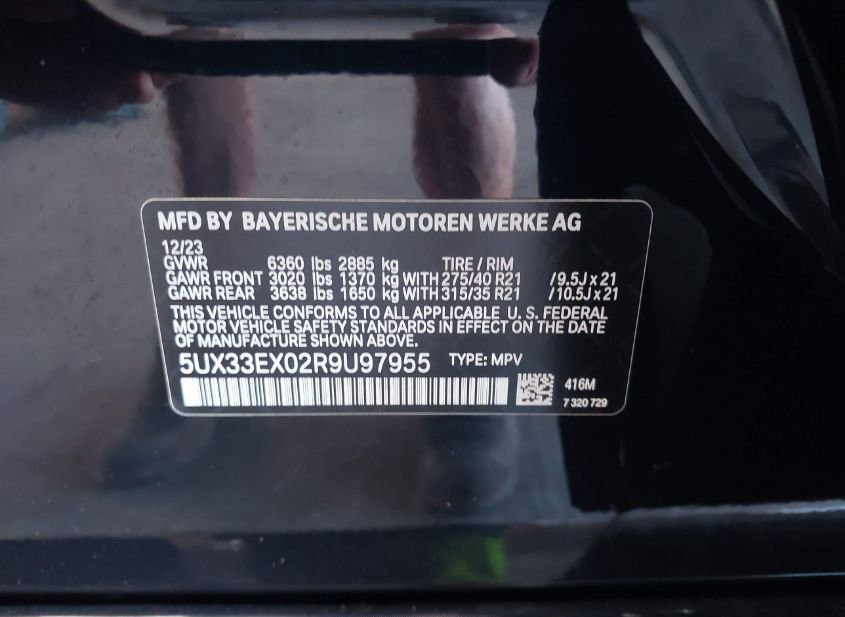 MFD BY BAYERISCHE MOTOREN WERKE AG
12/23
GVWR 6360 lbs 2885 kg TIRE / RIM
GAWR FRONT 3020 lbs 1370 kg WITH 275/40 R21 /9.5J x 21
GAWR REAR 3638 lbs 1650 kg WITH 315/35 R21 /10.5J x 21
THIS VEHICLE CONFORMS TO ALL APPLICABLE U. S. FEDERAL
MOTOR VEHICLE SAFETY STANDARDS IN EFFECT ON THE DATE
OF MANUFACTURE SHOWN ABOVE.
5UX33EX02R9U97955 TYPE: MPV
416M
7 320 729